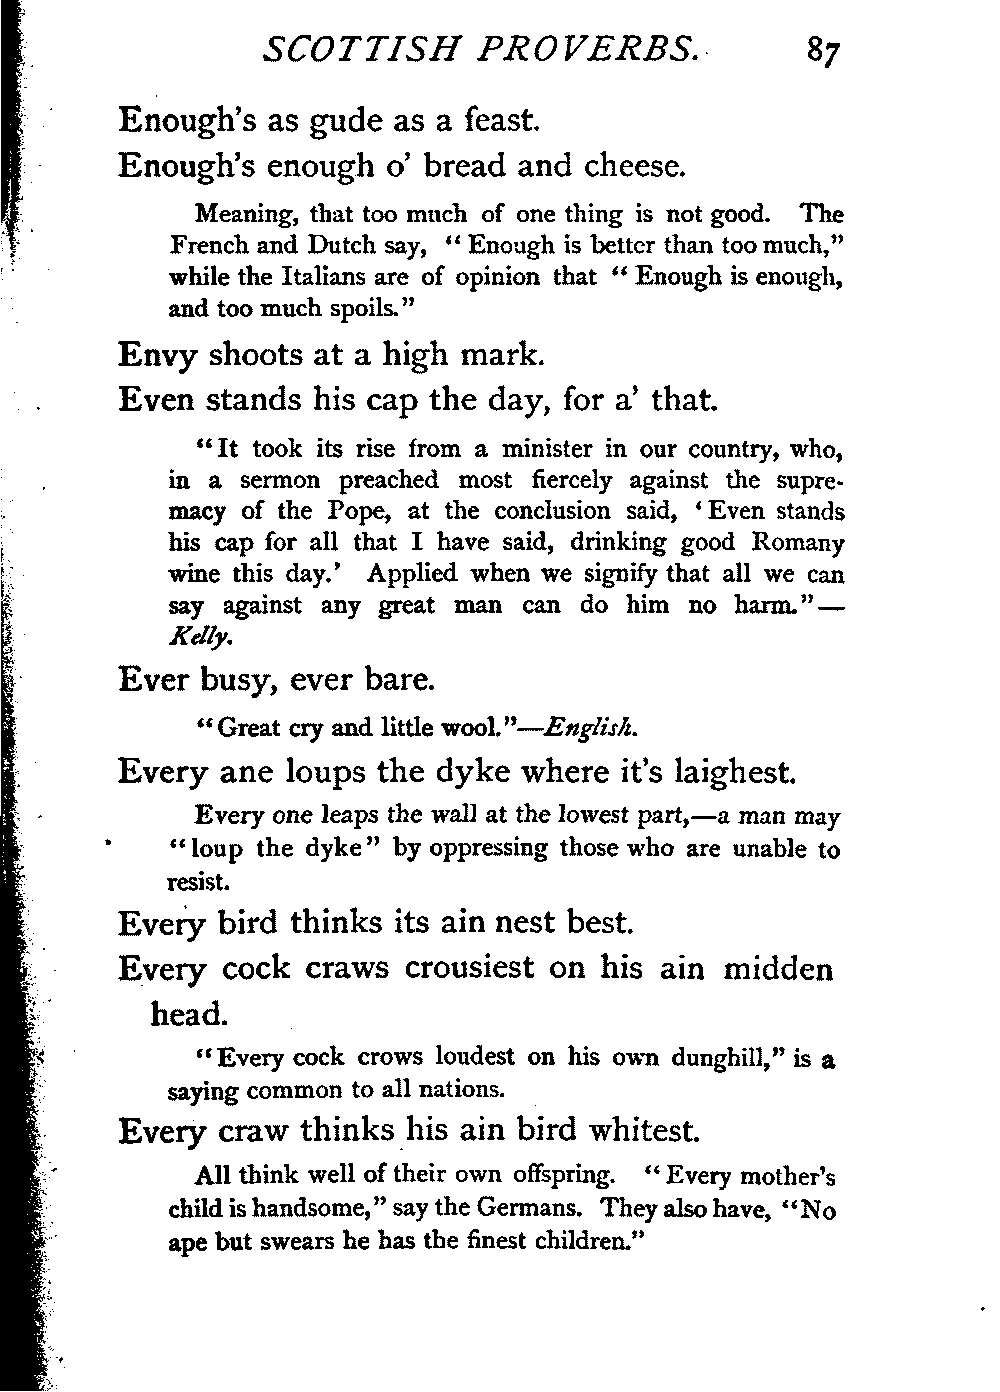 SCOTTISH PROVERBS. 87
Enough's as gude as a feast.
Enough's enough o' bread and cheese.
Meaning, that too much of one thing is not good. The
French and Dutch say, "Enough is better than too much,"
while the Italians are of opinion that "Enough is enough,
and too much spoils."
Envy shoots at a high mark.
Even stands his cap the day, for a' that.
"It took its rise from a minister in our country, who,
in a sermon preached most fiercely against the supre-
macy of the Pope, at the conclusion said, 'Even stands
his cap for all that I have said, drinking good Romany
wine this day.' Applied when we signify that all we can
say against any great man can do him no harm."—
Kelly.
Ever busy, ever bare.
"Great cry and little wool."—English.
Every ane loups the dyke where it's laighest.
Every one leaps the wall at the lowest part,—a man may
"loup the dyke" by oppressing those who are unable to
resist.
Every bird thinks its ain nest best.
Every cock craws crousiest on his ain midden
head.
"Every cock crows loudest on his own dunghill," is a
saying common to all nations.
Every craw thinks his ain bird whitest.
All think well of their own offspring. "Every mother's
child is handsome," say the Germans. They also have, "No
ape but swears he has the finest children."